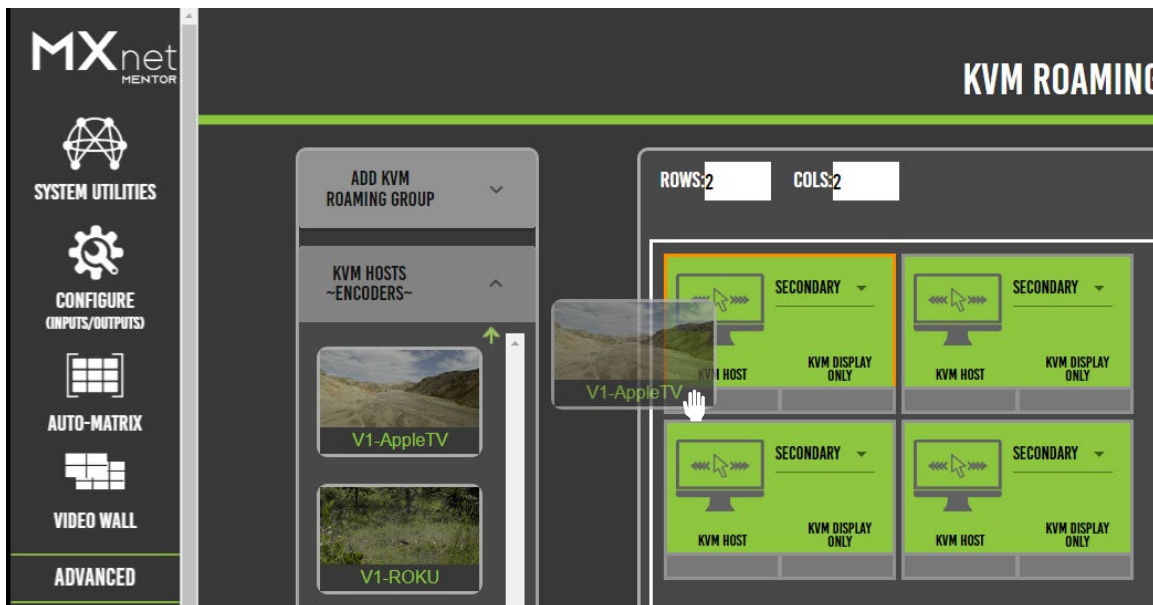 MXnet
MENTOR
SYSTEM UTILITIES
CONFIGURE
(INPUTS/OUTPUTS)
AUTO-MATRIX
VIDEO WALL
ADVANCED
KVM ROAMING
ADD KVM
ROAMING GROUP
KVM HOSTS
~ENCODERS~
V1-AppleTV
V1-ROKU
V1-AppleTV
ROWS:2 COLS:2
SECONDARY
KVM HOST
KVM DISPLAY
ONLY
SECONDARY
KVM HOST
KVM DISPLAY
ONLY
SECONDARY
KVM HOST
KVM DISPLAY
ONLY
SECONDARY
KVM HOST
KVM DISPLAY
ONLY